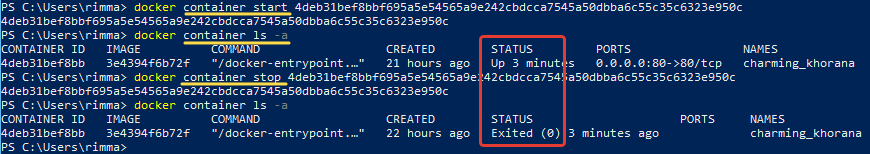 PS C:\Users\rimma> docker container start 4deb31bef8bbf695a5e54565a9e242cbdcca7545a50dbba6c55c35c6323e950c
4deb31bef8bbf695a5e54565a9e242cbdcca7545a50dbba6c55c35c6323e950c
PS C:\Users\rimma> docker container ls -a
CONTAINER ID IMAGE COMMAND CREATED STATUS PORTS NAMES
4deb31bef8bb 3e4394f6b72f "/docker-entrypoint.…" 21 hours ago Up 3 minutes 0.0.0.0:80->80/tcp charming_khorana
PS C:\Users\rimma> docker container stop 4deb31bef8bbf695a5e54565a9e242cbdcca7545a50dbba6c55c35c6323e950c
4deb31bef8bbf695a5e54565a9e242cbdcca7545a50dbba6c55c35c6323e950c
PS C:\Users\rimma> docker container ls -a
CONTAINER ID IMAGE COMMAND CREATED STATUS PORTS NAMES
4deb31bef8bb 3e4394f6b72f "/docker-entrypoint.…" 22 hours ago Exited (0) 3 minutes ago charming_khorana
PS C:\Users\rimma>